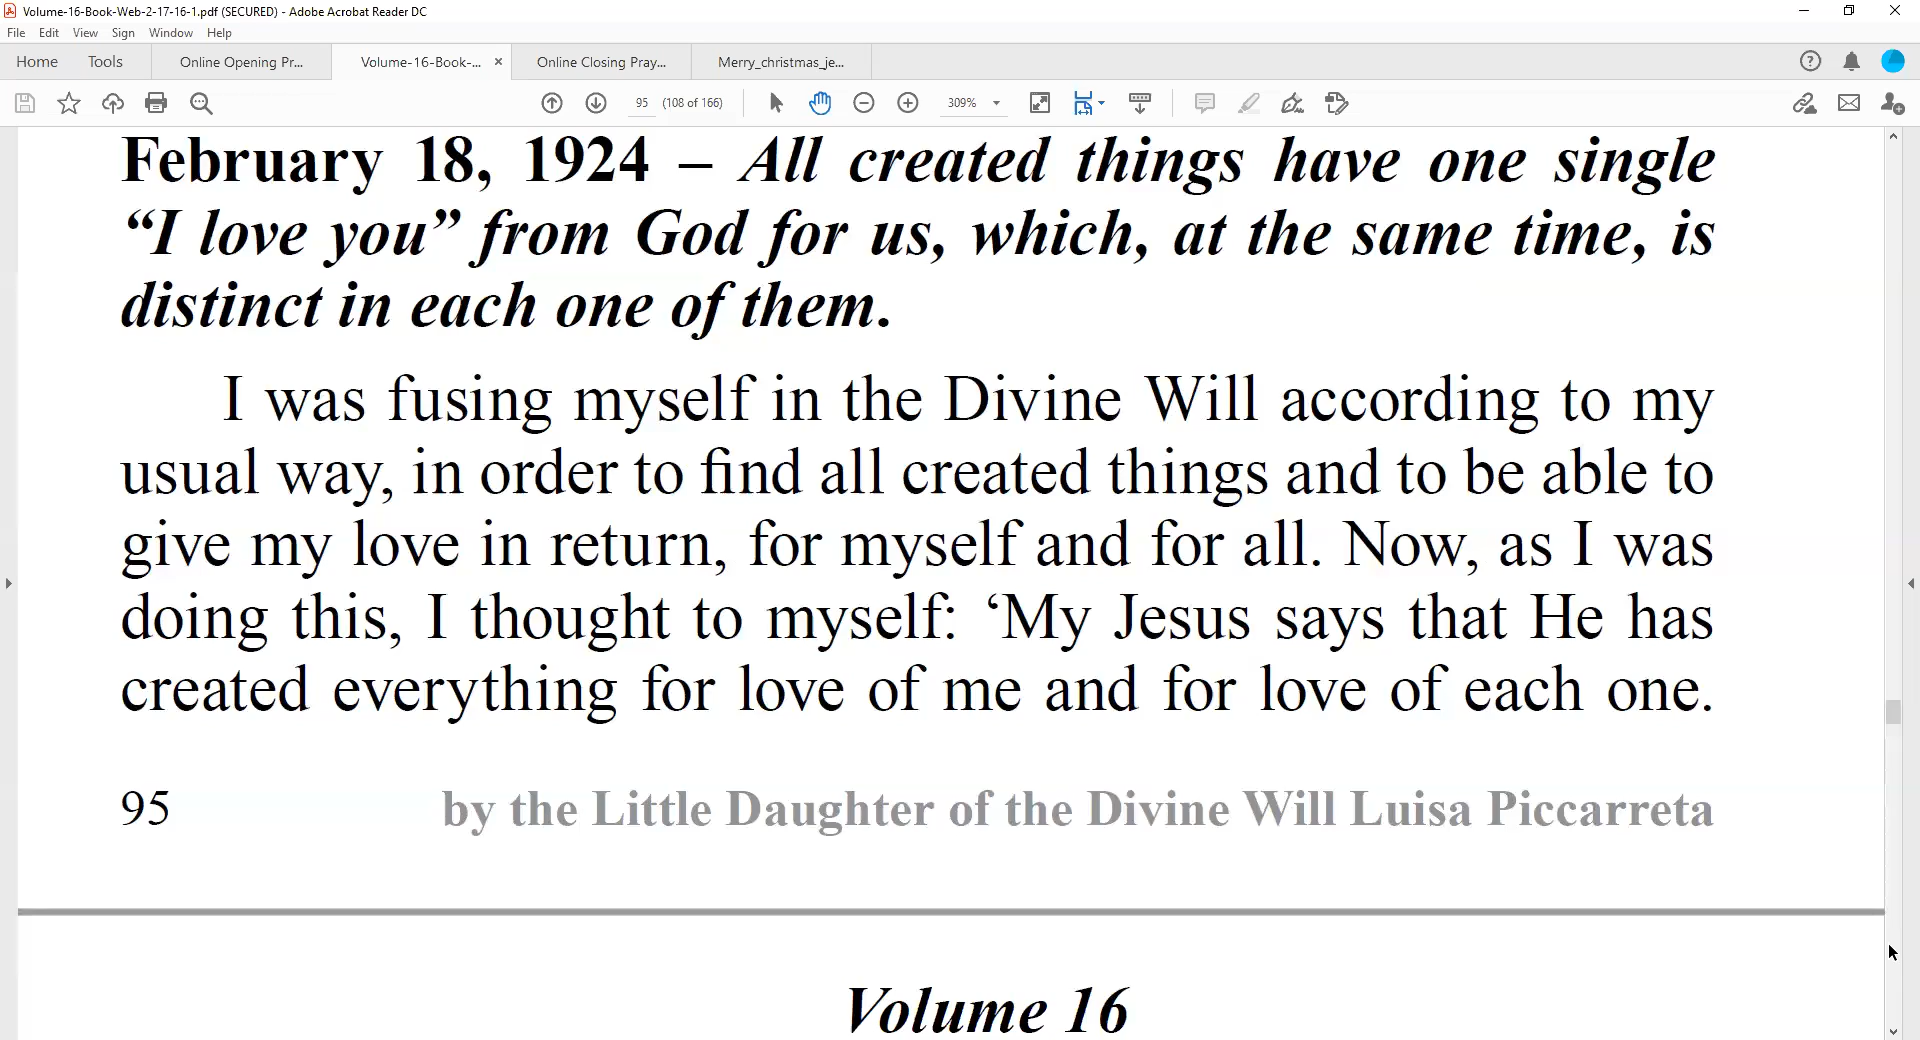 Volume-16-Book-Web-2-17-16-1.pdf (SECURED) - Adobe Acrobat Reader DC
File Edit View Sign Window Help
Home Tools Online Opening Pr... Volume-16-Book-... × Online Closing Pray... Merry_christmas_je...
95 (108 of 166) 309%
February 18, 1924 – All created things have one single
“I love you” from God for us, which, at the same time, is
distinct in each one of them.
I was fusing myself in the Divine Will according to my
usual way, in order to find all created things and to be able to
give my love in return, for myself and for all. Now, as I was
doing this, I thought to myself: ‘My Jesus says that He has
created everything for love of me and for love of each one.
95 by the Little Daughter of the Divine Will Luisa Piccarreta
Volume 16